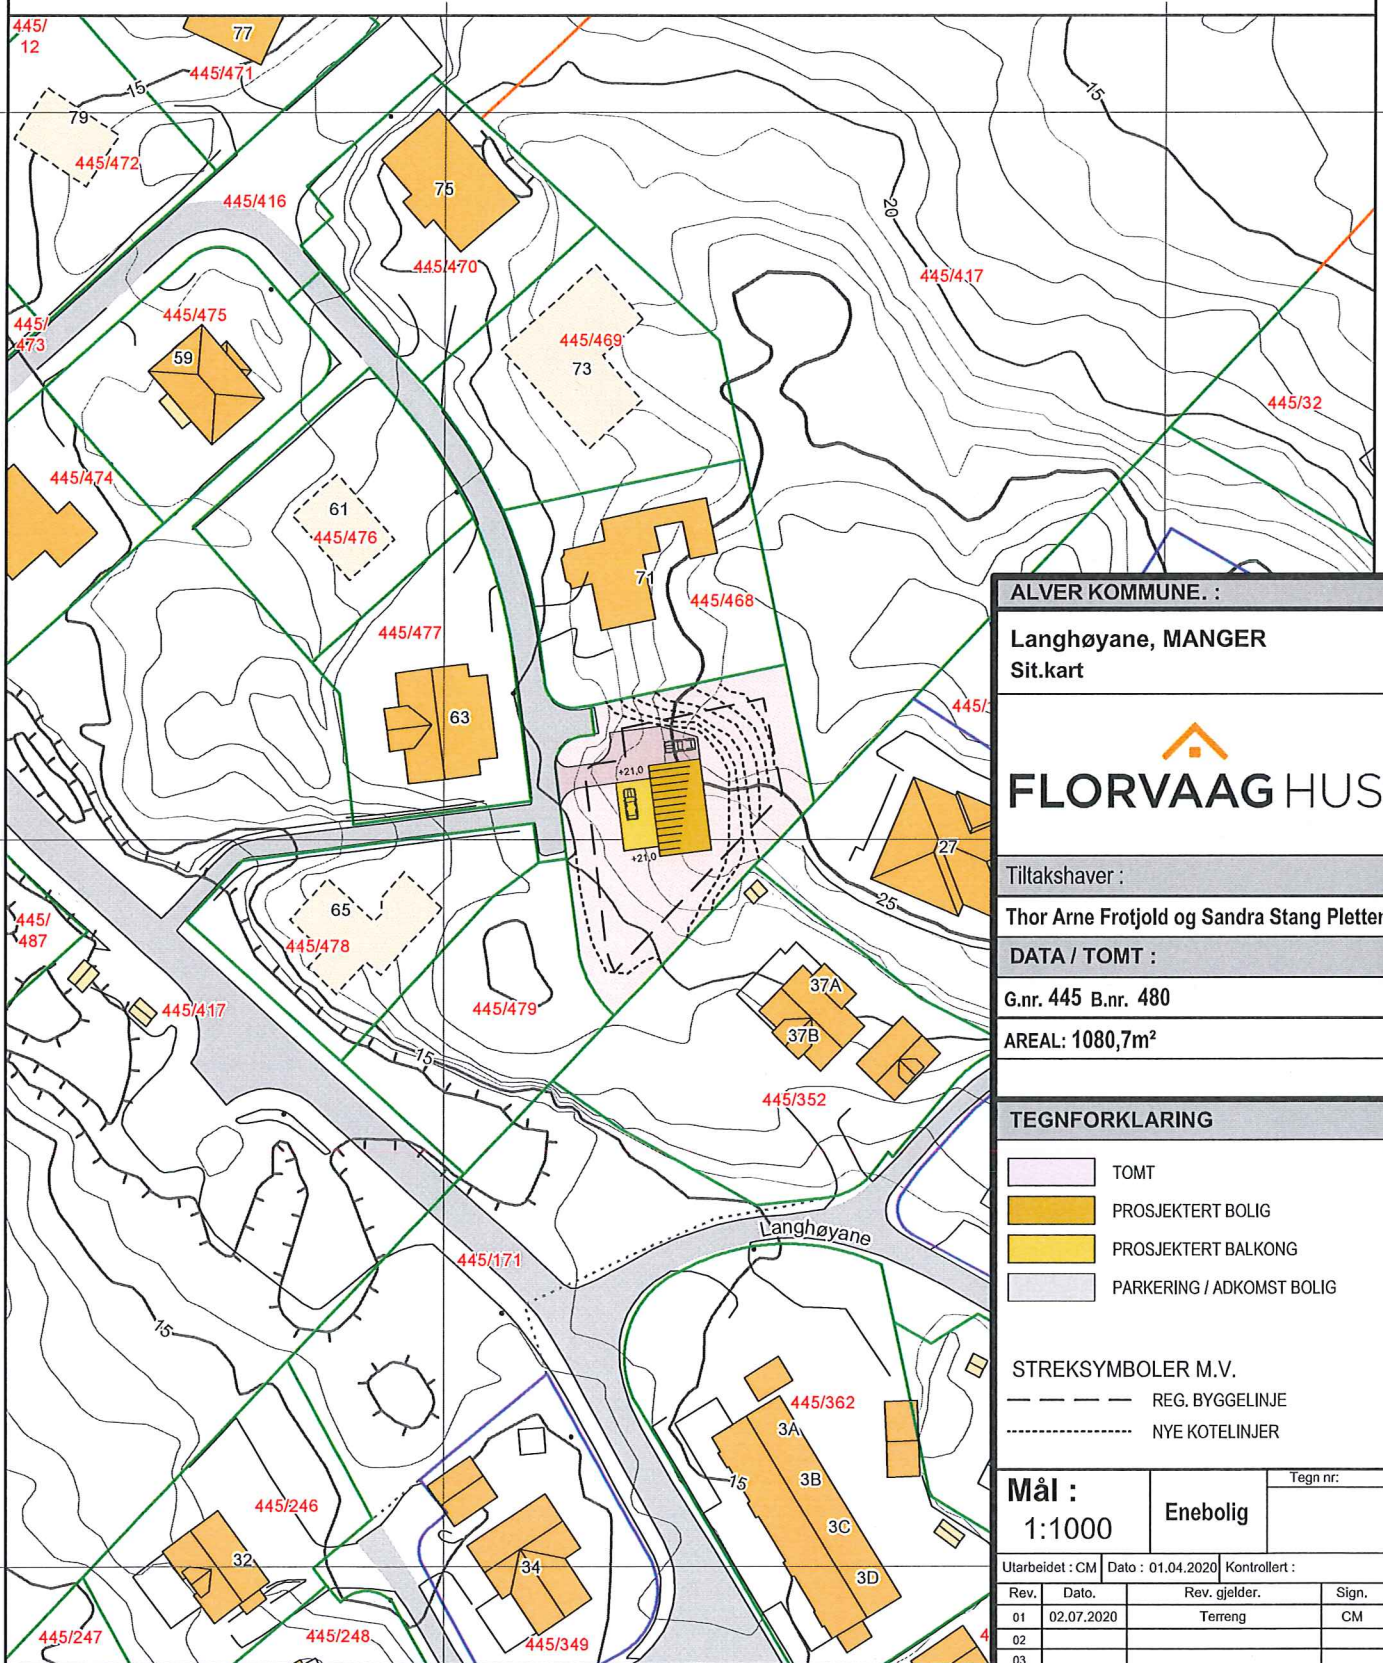 445/
12
77
445/471
15
79
445/472
445/416
75
445/470
15
20
445/417
445/
473
445/475
59
445/469
73
445/32
445/474
61
445/476
71
445/468
445/477
63
+21,0
+21,0
27
25
65
445/478
445/
487
445/417
445/479
37A
37B
15
445/352
Langhøyane
445/171
15
445/362
3A
3B
3C
3D
15
445/246
32
34
445/247
445/248
445/349
ALVER KOMMUNE. :
Langhøyane, MANGER
Sit.kart
FLORVAAG HUS
Tiltakshaver :
Thor Arne Frotjold og Sandra Stang Pletten
DATA / TOMT :
G.nr. 445 B.nr. 480
AREAL: 1080,7m²
TEGNFORKLARING
TOMT
PROSJEKTERT BOLIG
PROSJEKTERT BALKONG
PARKERING / ADKOMST BOLIG
STREKSYMBOLER M.V.
REG. BYGGELINJE
NYE KOTELINJER
Mål :
1:1000
Enebolig
Tegn nr:
Utarbeidet : CM Dato : 01.04.2020 Kontrollert :
Rev. Dato. Rev. gjelder. Sign.
01 02.07.2020 Terreng CM
02
03